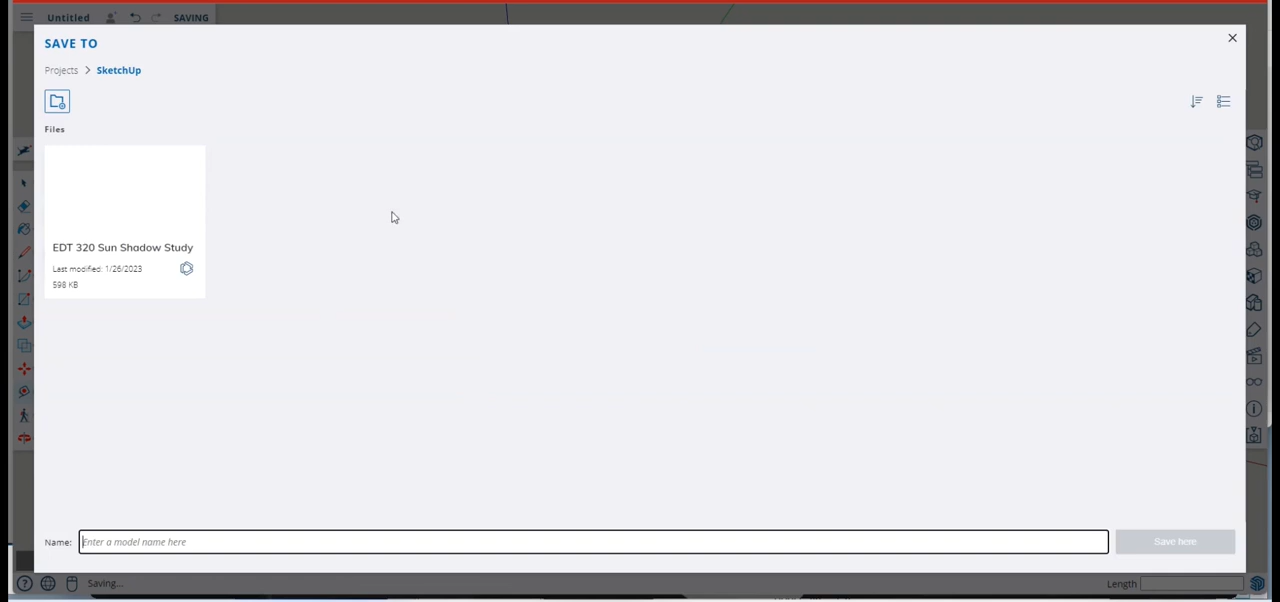 Untitled
SAVING
SAVE TO
Projects > SketchUp
Files
EDT 320 Sun Shadow Study
Last modified: 1/26/2023
598 KB
Name:
Enter a model name here
Save here
Saving...
Length